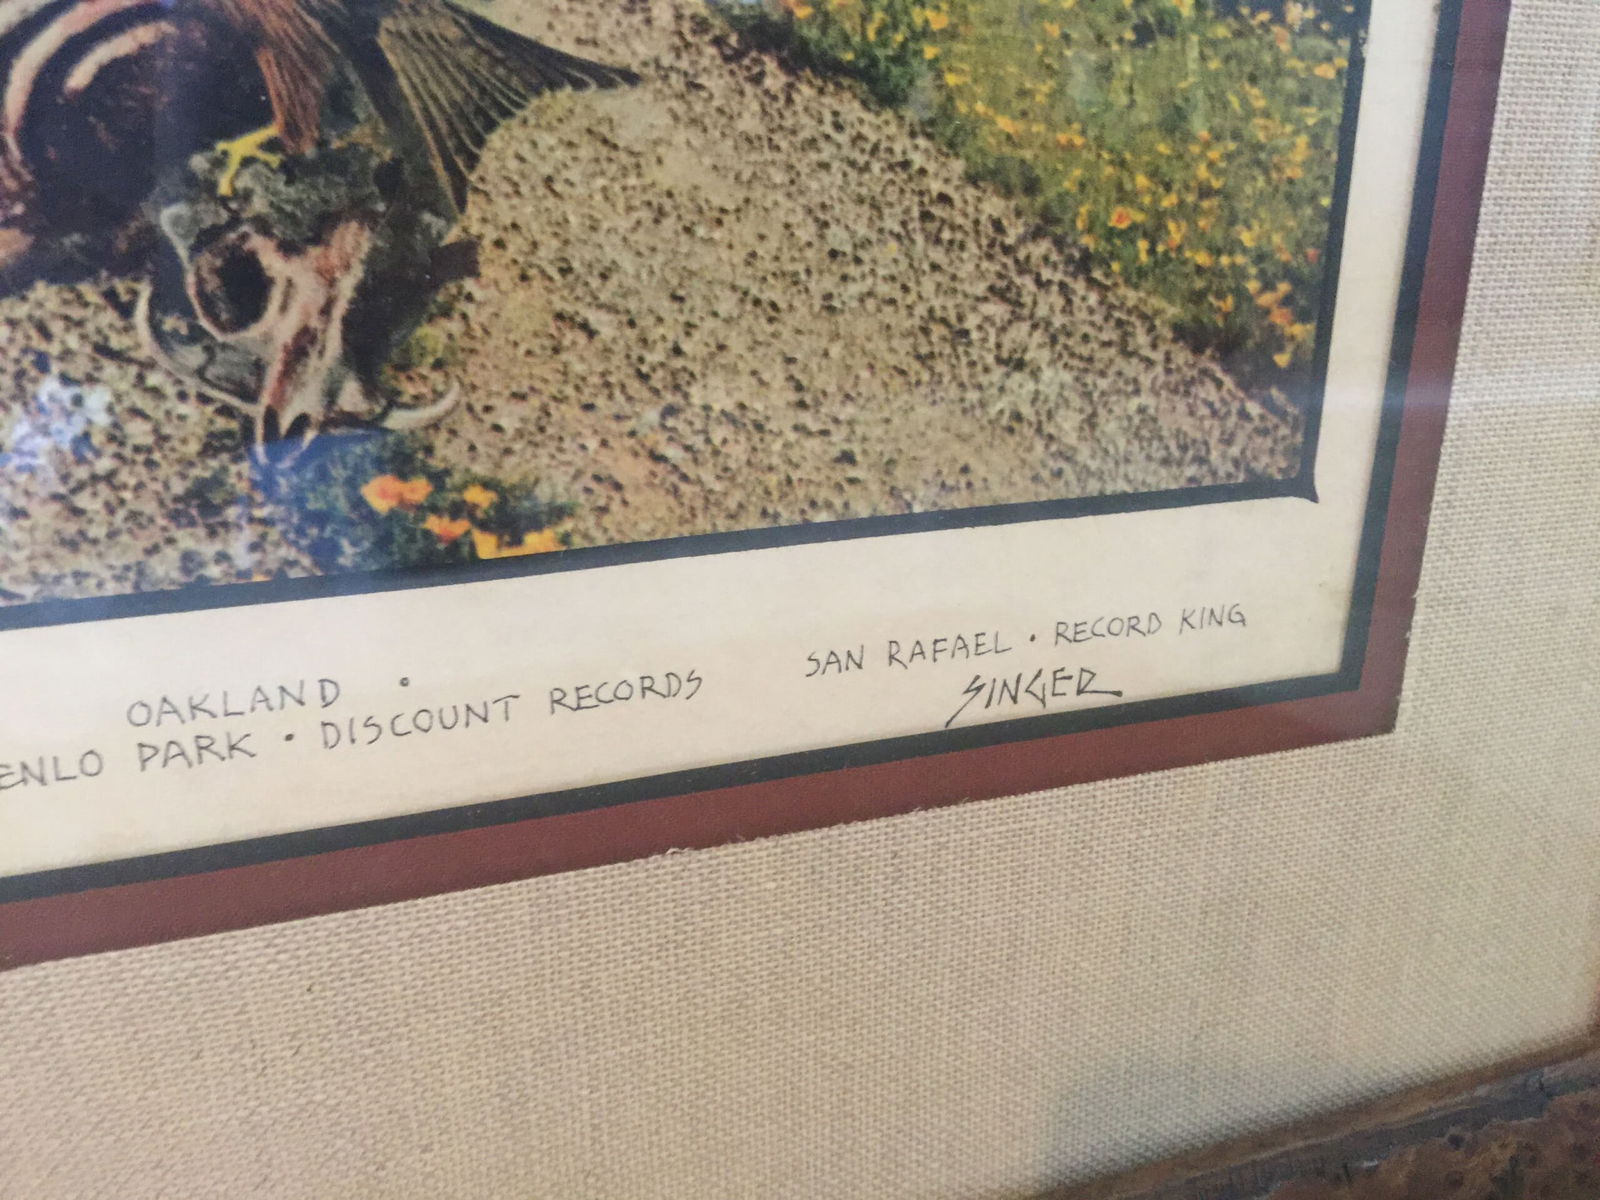 OAKLAND •
ENLO PARK • DISCOUNT RECORDS
SAN RAFAEL • RECORD KING
SINGER